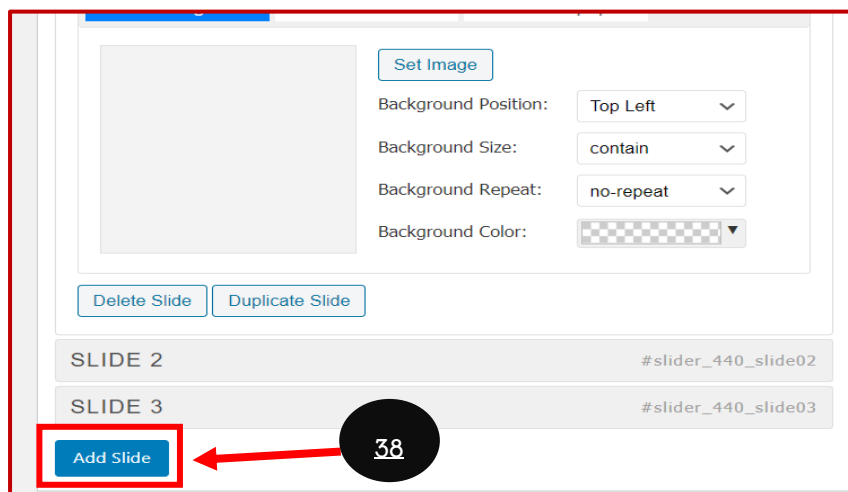 Set Image
Background Position: Top Left
Background Size: contain
Background Repeat: no-repeat
Background Color:
Delete Slide Duplicate Slide
SLIDE 2 #slider_440_slide02
SLIDE 3 #slider_440_slide03
Add Slide 38